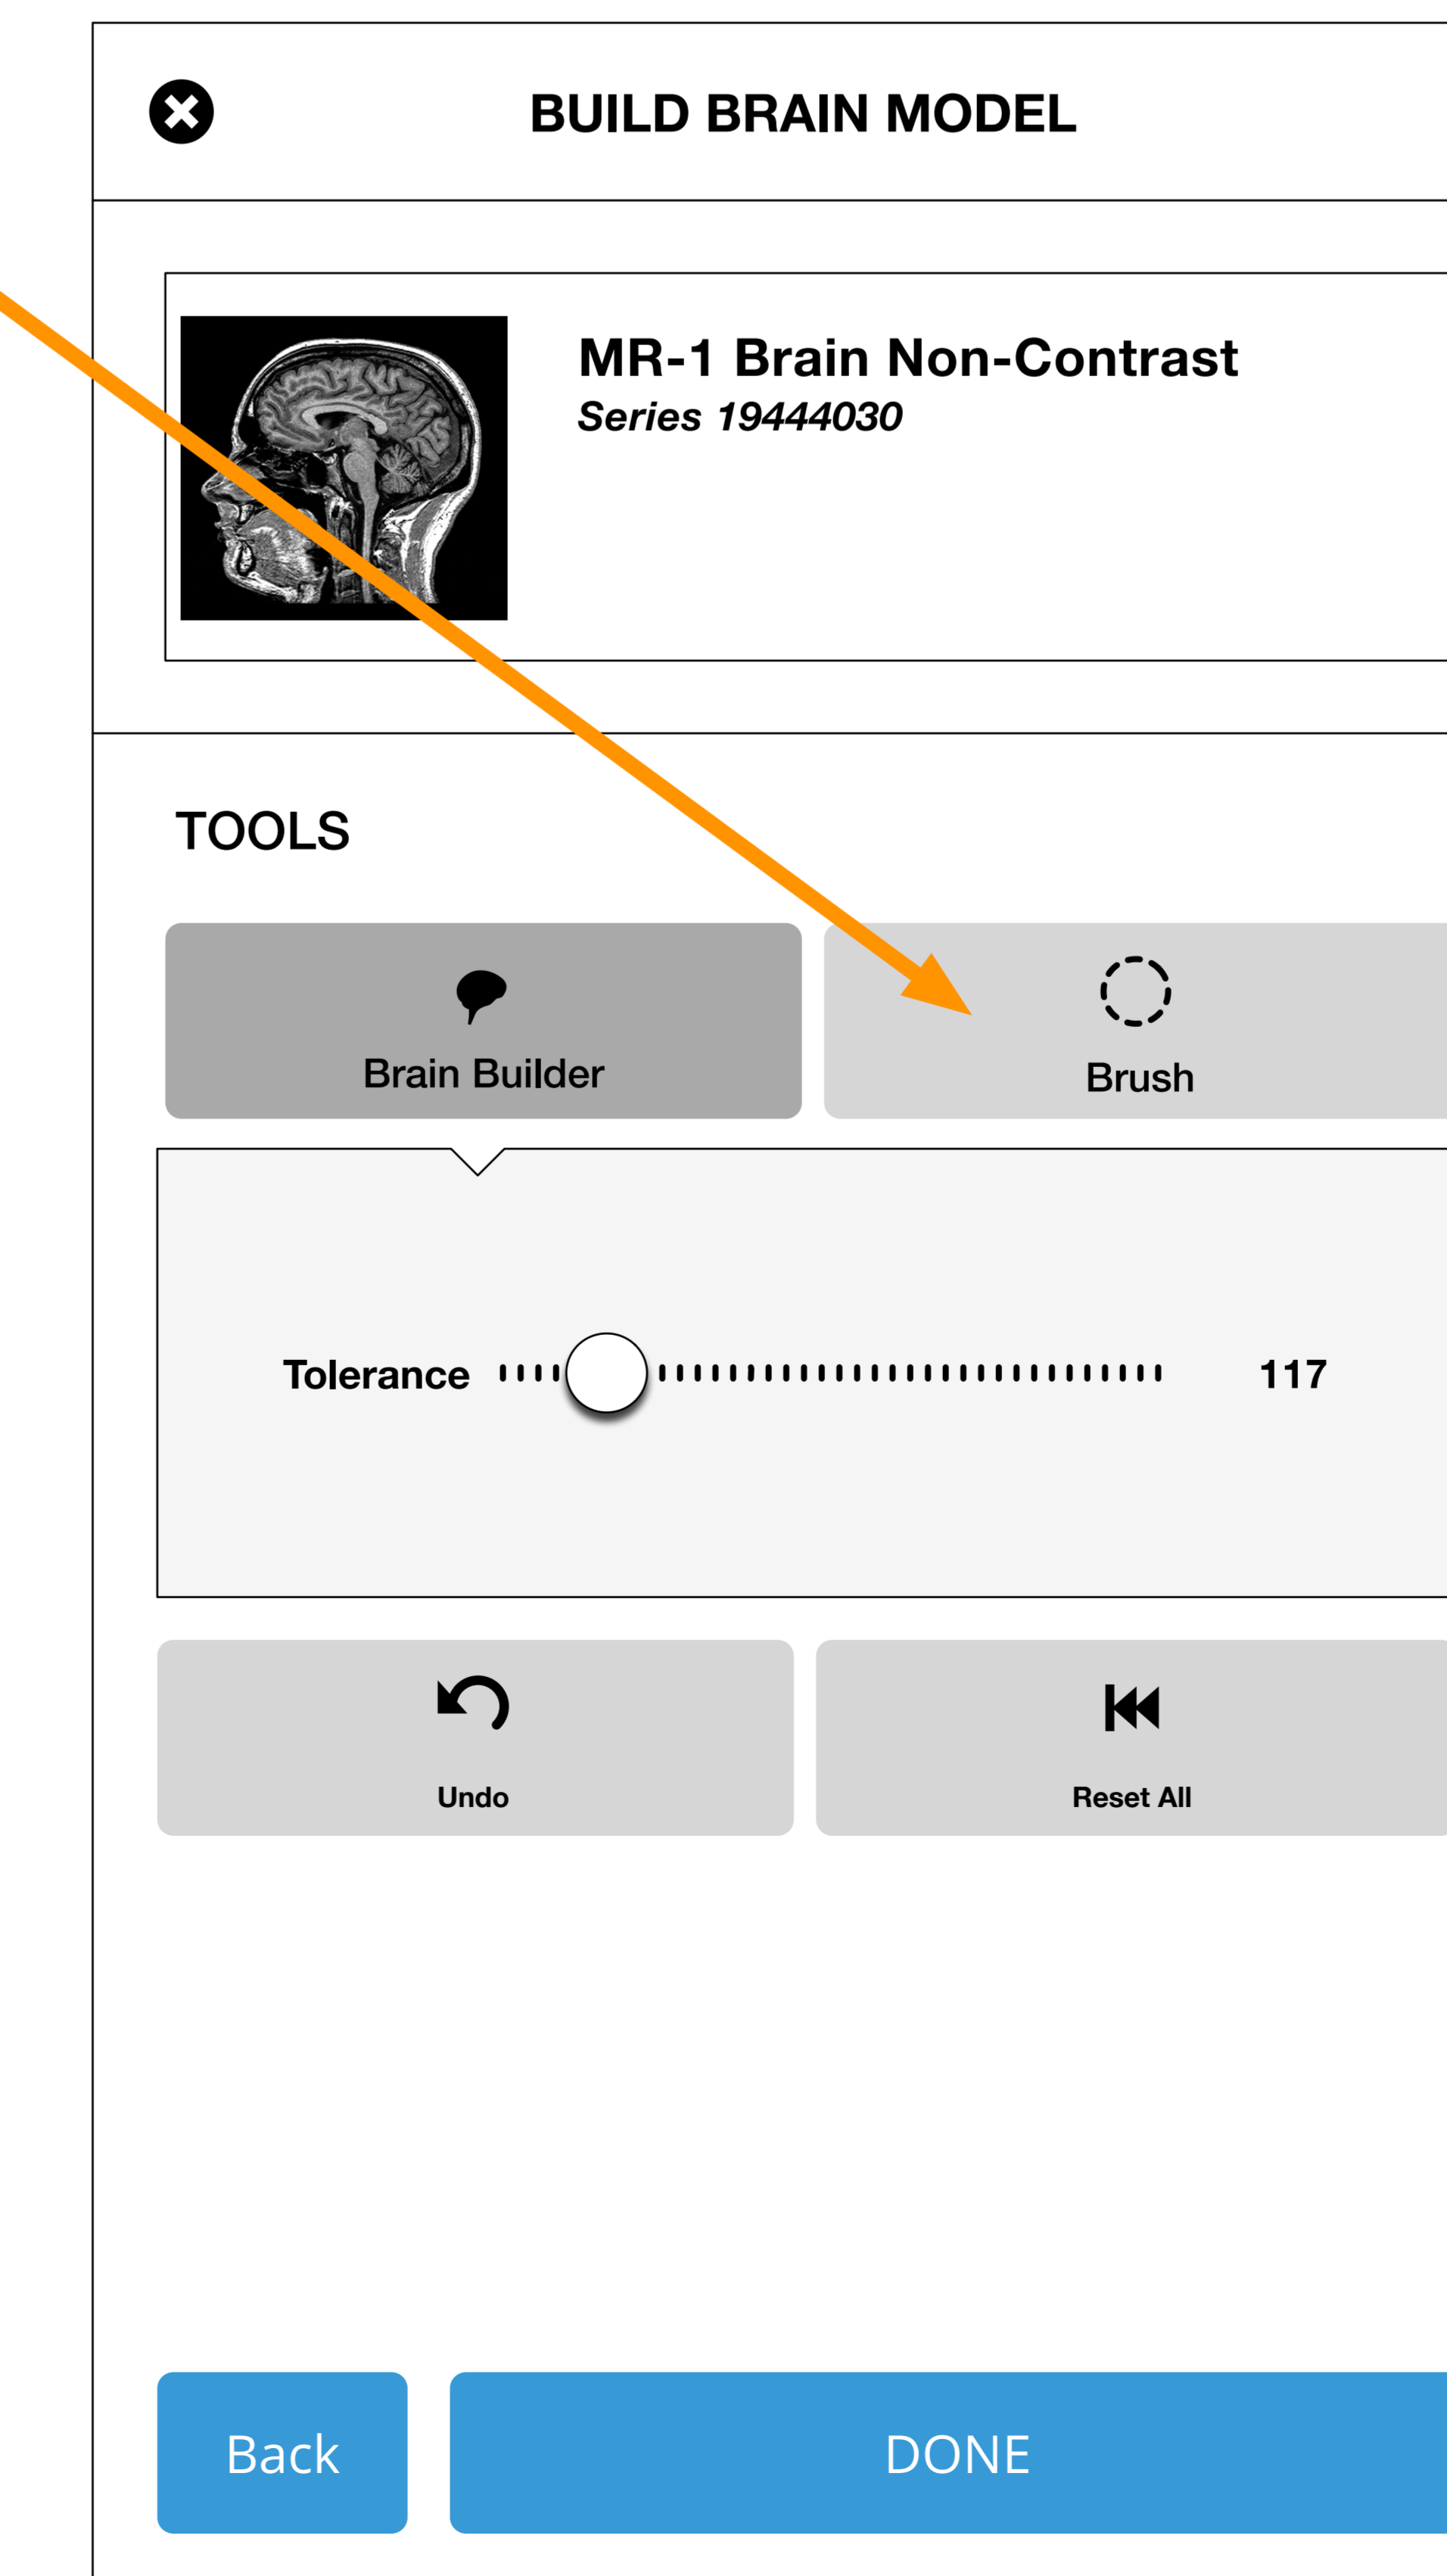 BUILD BRAIN MODEL
MR-1 Brain Non-Contrast
Series 19444030
TOOLS
Brain Builder
Brush
Tolerance 117
Undo
Reset All
Back
DONE